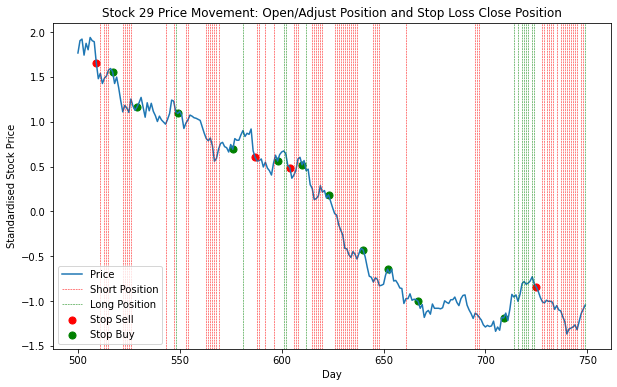 Stock 29 Price Movement: Open/Adjust Position and Stop Loss Close Position
Standardised Stock Price
2.0
1.5
1.0
0.5
0.0
−0.5
−1.0
−1.5
Price
Short Position
Long Position
Stop Sell
Stop Buy
500
550
600
650
700
750
Day